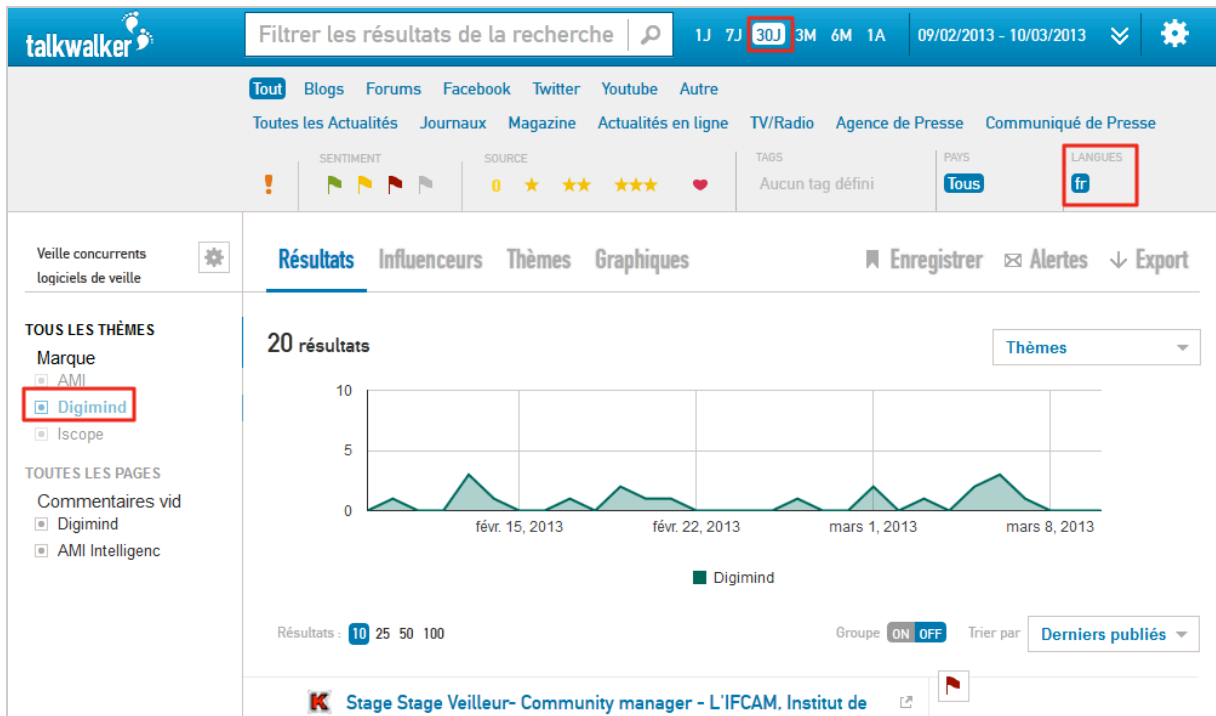 talkwalker
Filtrer les résultats de la recherche
1J 7J 30J 3M 6M 1A
09/02/2013 - 10/03/2013
Tout Blogs Forums Facebook Twitter Youtube Autre
Toutes les Actualités Journaux Magazine Actualités en ligne TV/Radio Agence de Presse Communiqué de Presse
SENTIMENT SOURCE TAGS PAYS LANGUES
0 Aucun tag défini Tous fr
Veille concurrents
logiciels de veille
Résultats Influenceurs Thèmes Graphiques Enregistrer Alertes Export
TOUS LES THÈMES
Marque
AMI
Digimind
Iscope
TOUTES LES PAGES
Commentaires vid
Digimind
AMI Intelligenc
20 résultats
Thèmes
10
5
0
févr. 15, 2013 févr. 22, 2013 mars 1, 2013 mars 8, 2013
Digimind
Résultats : 10 25 50 100 Groupe ON OFF Trier par Derniers publiés
K Stage Stage Veilleur- Community manager - L'IFCAM, Institut de